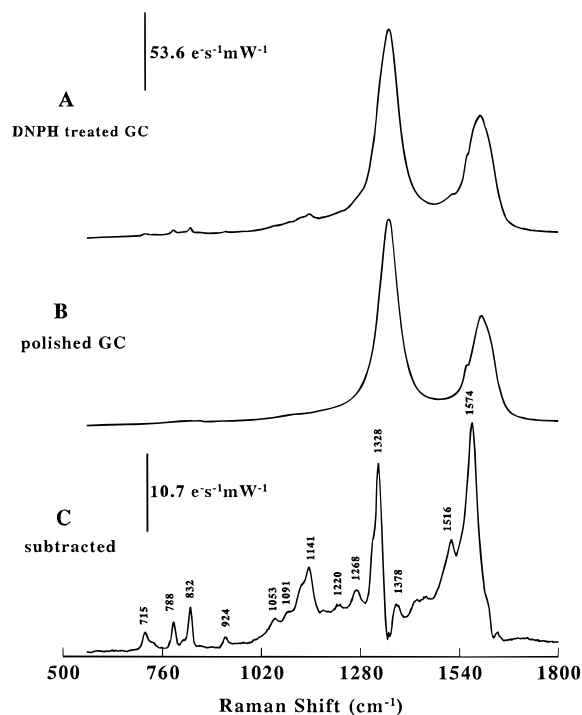 53.6 e⁻s⁻¹mW⁻¹
A
DNPH treated GC
B
polished GC
1574
1328
10.7 e⁻s⁻¹mW⁻¹
1516
C
subtracted
1141
1268
1220
1378
1053
1091
832
788
715
924
500 760 1020 1280 1540 1800
Raman Shift (cm⁻¹)